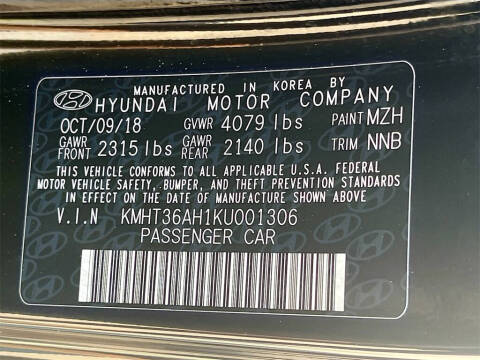 MANUFACTURED IN KOREA BY
HYUNDAI MOTOR COMPANY
OCT/09/18 GVWR 4079 lbs PAINT MZH
GAWR FRONT 2315 lbs GAWR REAR 2140 lbs TRIM NNB
THIS VEHICLE CONFORMS TO ALL APPLICABLE U.S.A. FEDERAL
MOTOR VEHICLE SAFETY, BUMPER, AND THEFT PREVENTION STANDARDS
IN EFFECT ON THE DATE OF MANUFACTURE SHOWN ABOVE
V.I.N KMHT36AH1KU001306
PASSENGER CAR